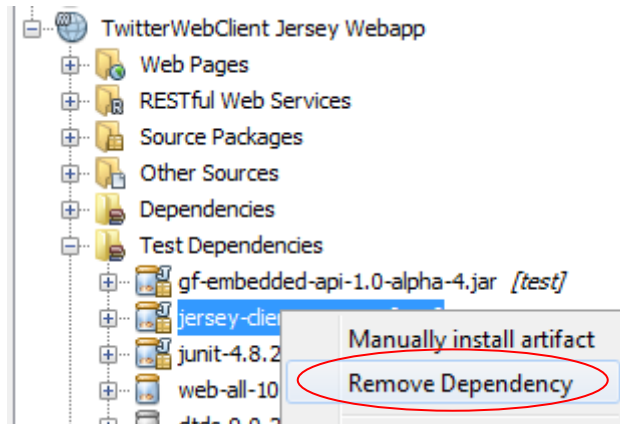 TwitterWebClient Jersey Webapp
Web Pages
RESTful Web Services
Source Packages
Other Sources
Dependencies
Test Dependencies
gf-embedded-api-1.0-alpha-4.jar [test]
jersey-clie
Manually install artifact
junit-4.8.2
Remove Dependency
web-all-10